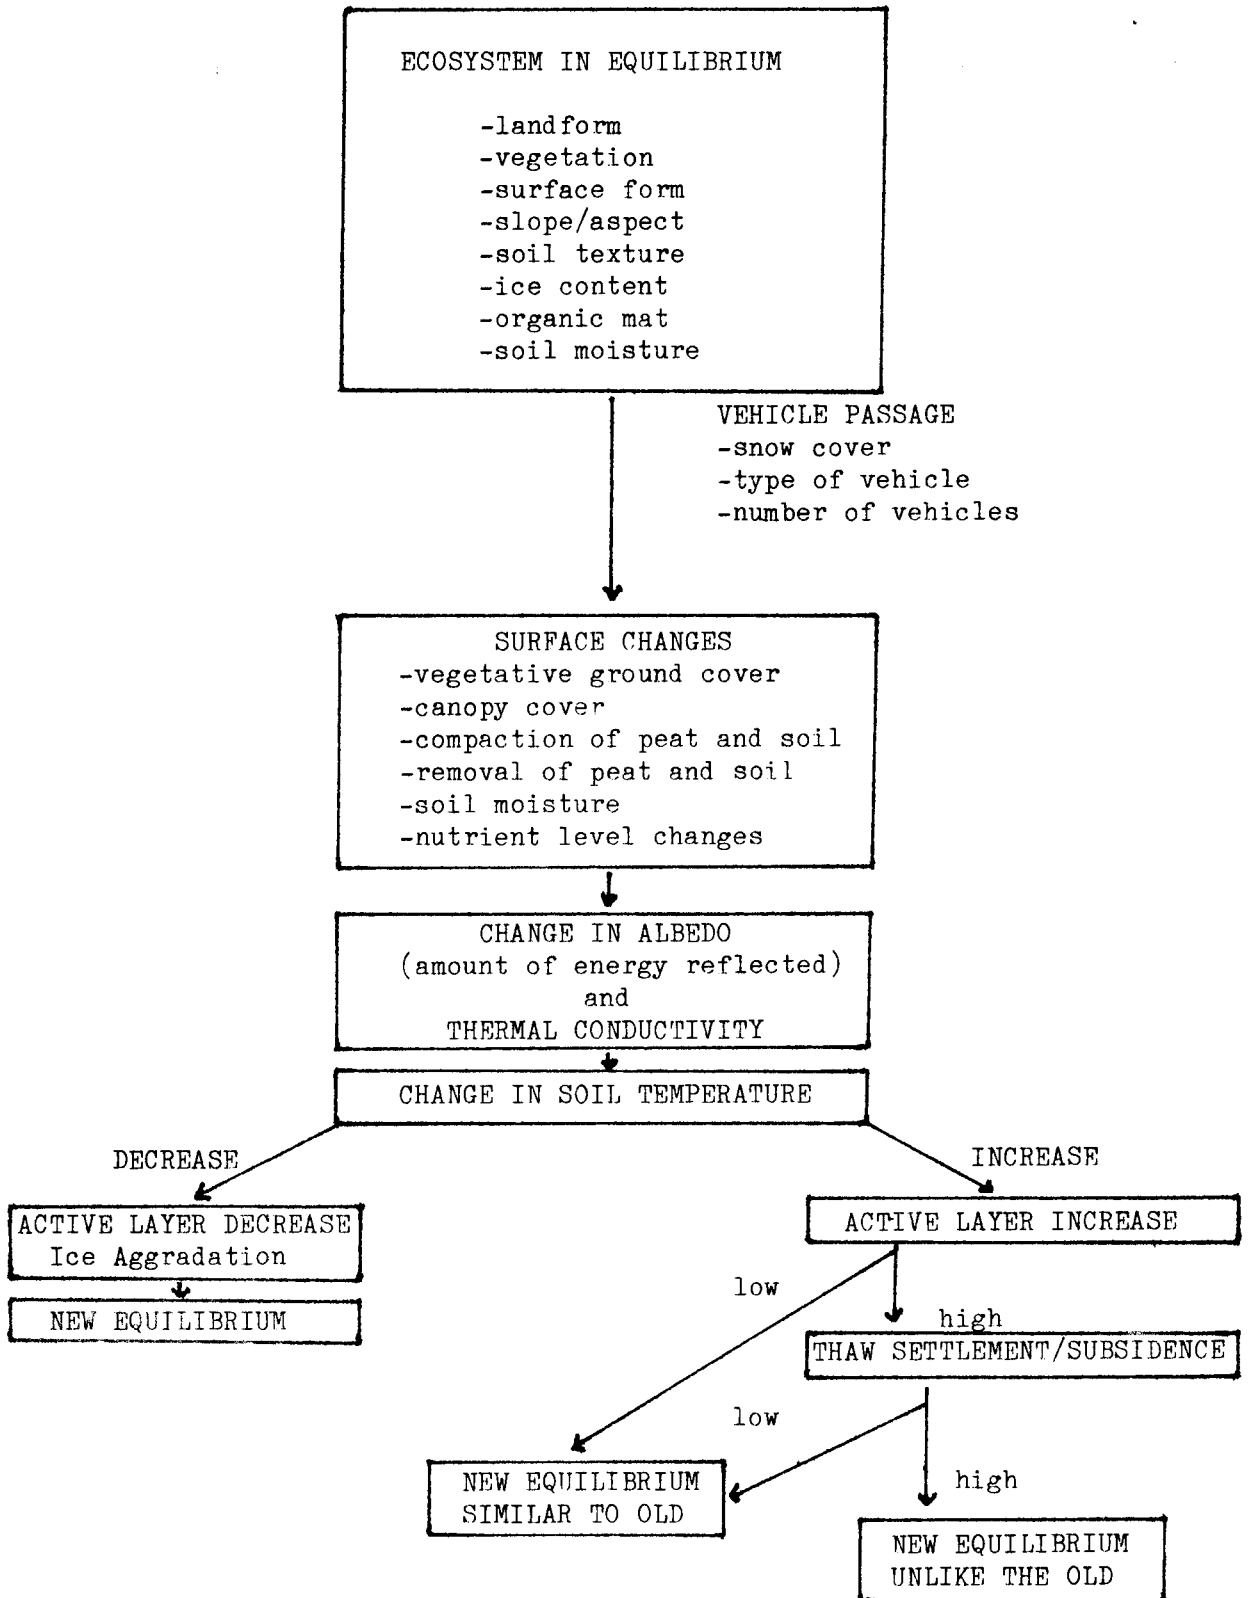 ECOSYSTEM IN EQUILIBRIUM
-landform
-vegetation
-surface form
-slope/aspect
-soil texture
-ice content
-organic mat
-soil moisture
VEHICLE PASSAGE
-snow cover
-type of vehicle
-number of vehicles
SURFACE CHANGES
-vegetative ground cover
-canopy cover
-compaction of peat and soil
-removal of peat and soil
-soil moisture
-nutrient level changes
CHANGE IN ALBEDO
(amount of energy reflected)
and
THERMAL CONDUCTIVITY
CHANGE IN SOIL TEMPERATURE
DECREASE
INCREASE
ACTIVE LAYER DECREASE
Ice Aggradation
NEW EQUILIBRIUM
ACTIVE LAYER INCREASE
low
high
THAW SETTLEMENT/SUBSIDENCE
low
high
NEW EQUILIBRIUM
SIMILAR TO OLD
NEW EQUILIBRIUM
UNLIKE THE OLD